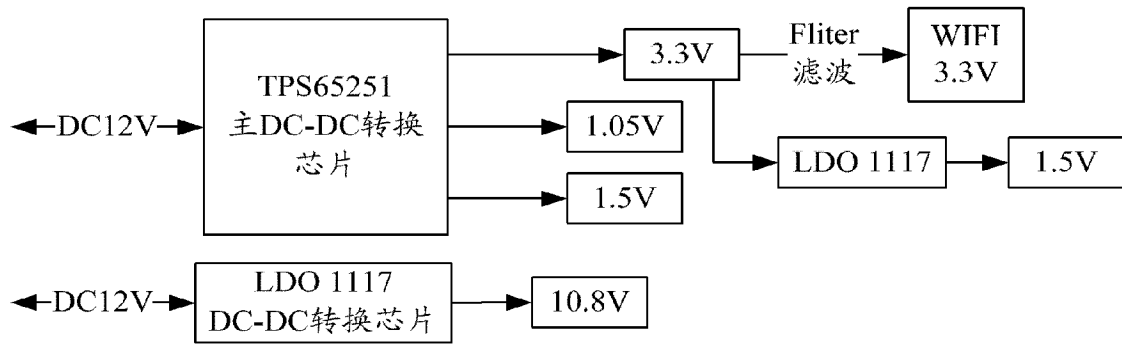 DC12V
TPS65251
主DC-DC转换
芯片
3.3V
Fliter
滤波
WIFI
3.3V
1.05V
1.5V
LDO 1117
1.5V
DC12V
LDO 1117
DC-DC转换芯片
10.8V